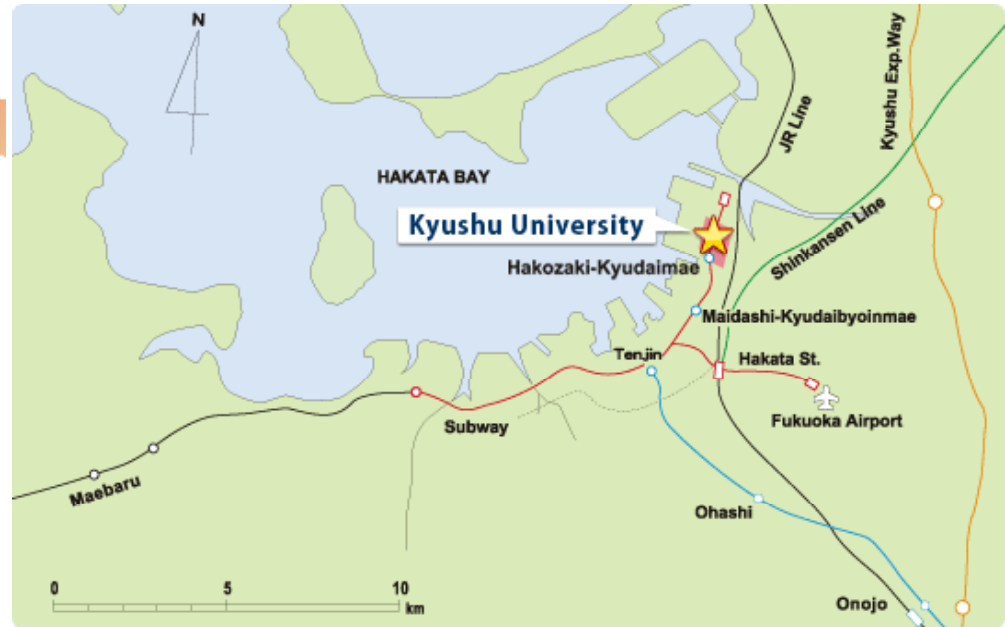 N
Kyushu Exp.Way
JR Line
HAKATA BAY
Kyushu University
Shinkansen Line
Hakozaki-Kyudaimae
Maidashi-Kyudaibyoinmae
Tenjin
Hakata St.
Fukuoka Airport
Subway
Maebaru
Ohashi
0 5 10
km
Onojo